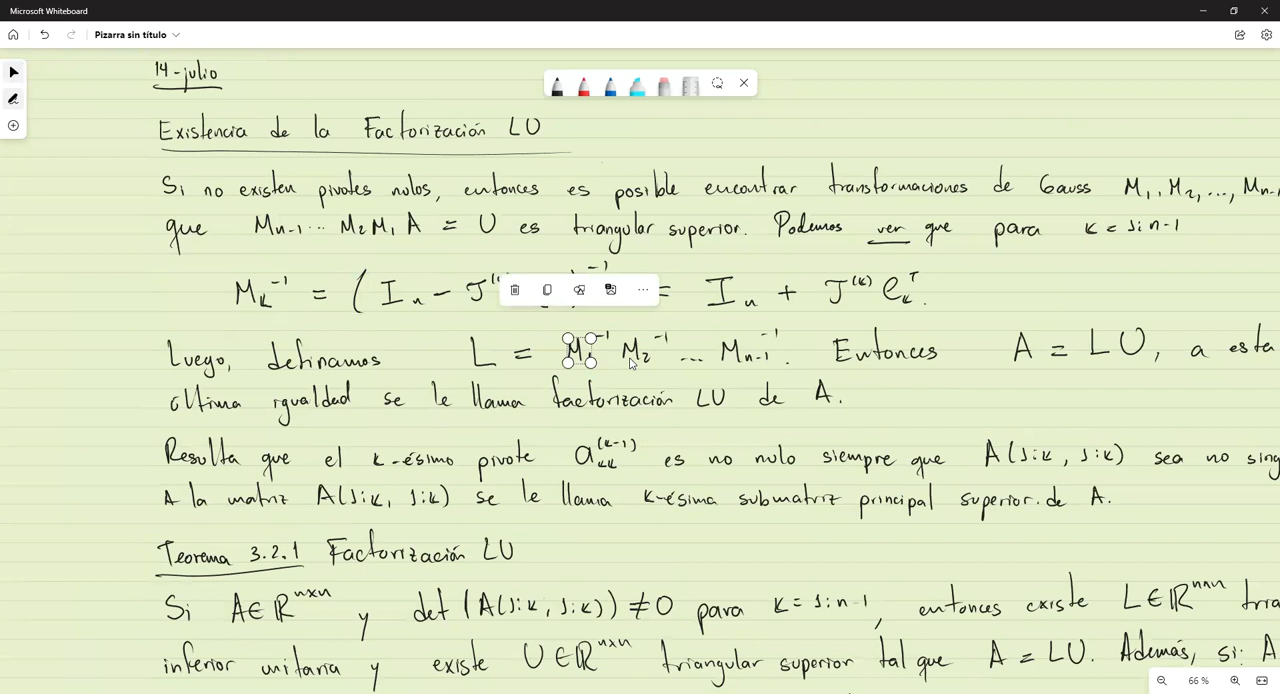 Microsoft Whiteboard
Pizarra sin título
14-julio
Existencia de la Factorización LU
Si no existen pivotes nulos, entonces es posible encontrar transformaciones de Gauss M₁, M₂, ..., Mn-1
que Mn-1 ... M₂ M₁ A = U es triangular superior. Podemos ver que para k = 1:n-1
Mₖ⁻¹ = (Iₙ - τ⁽ )⁻¹ = Iₙ + τ⁽ᵏ⁾ eₖᵀ.
Luego, definamos L = M₁⁻¹ M₂⁻¹ ... Mn-1⁻¹. Entonces A = LU, a esta
última igualdad se le llama factorización LU de A.
Resulta que el k-ésimo pivote aₖₖ⁽ᵏ⁻¹⁾ es no nulo siempre que A(1:k, 1:k) sea no sing
A la matriz A(1:k, 1:k) se le llama k-ésima submatriz principal superior de A.
Teorema 3.2.1 Factorización LU
Si A ∈ ℝⁿˣⁿ y det(A(1:k, 1:k)) ≠ 0 para k = 1:n-1, entonces existe L ∈ ℝⁿˣⁿ tria
inferior unitaria y existe U ∈ ℝⁿˣⁿ triangular superior tal que A = LU. Además, si: A
66 %